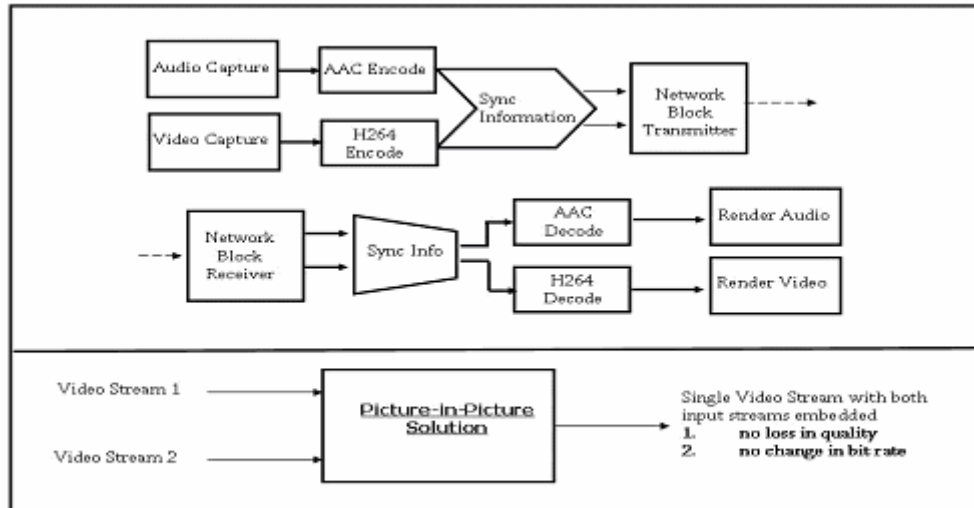 Audio Capture
AAC Encode
Sync
Information
Network
Block
Transmitter
Video Capture
H264
Encode
Network
Block
Receiver
Sync Info
AAC
Decode
Render Audio
H264
Decode
Render Video
Video Stream 1
Video Stream 2
Picture-in-Picture
Solution
Single Video Stream with both
input streams embedded
1. no loss in quality
2. no change in bit rate